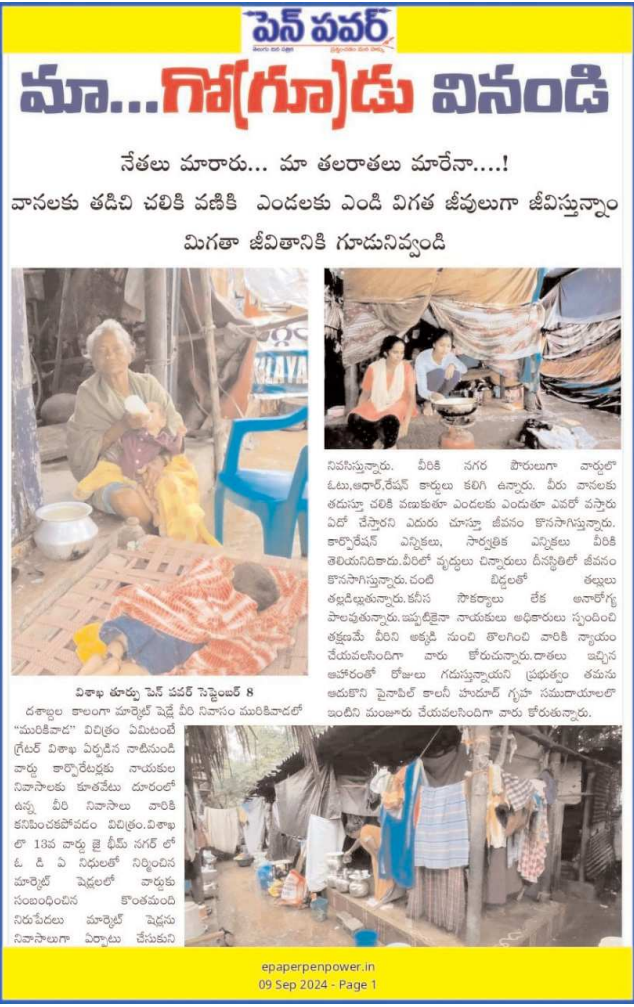 పెన్ పవర్
మా...గో(గూ)డు వినండి
నేతలు మారారు... మా తలరాతలు మారేనా....!
వానలకు తడిచి చలికి వణికి ఎండలకు ఎండి విగత జీవులుగా జీవిస్తున్నాం
మిగతా జీవితానికి గూడునివ్వండి
విశాఖ తూర్పు పెన్ పవర్ సెప్టెంబర్ 8
దశాబ్దల కాలంగా మార్కెట్ షెడ్లే వీరి నివాసం మురికివాడలో
"మురికివాడ" విచిత్రం ఏమిటంటే
గ్రేటర్ విశాఖ ఏర్పడిన నాటినుండి
వార్డు కార్పొరేటర్లకు నాయకుల
నివాసాలకు కూతవేటు దూరంలో
ఉన్న వీరి నివాసాలు వారికి
కనిపించకపోవడం విచిత్రం.విశాఖ
లొ 13వ వార్డు జై భీమ్ నగర్ లో
ఓ డి ఏ నిధులతో నిర్మించిన
మార్కెట్ షెడ్లలలో వార్డుకు
సంబంధించిన కొంతమంది
నిరుపేదలు మార్కెట్ షెడ్లను
నివాసాలుగా ఏర్పాటు చేసుకుని
నివసిస్తున్నారు. వీరికి నగర పౌరులుగా వార్డులొ
ఓటు,ఆధార్,రేషన్ కార్డులు కలిగి ఉన్నారు. వీరు వానలకు
తడుస్తూ చలికి వణుకుతూ ఎండలకు ఎండుతూ ఎవరో వస్తారు
ఏదో చేస్తారని ఎదురు చూస్తూ జీవనం కొనసాగిస్తున్నారు.
కార్పొరేషన్ ఎన్నికలు, సార్వత్రిక ఎన్నికలు వీరికి
తెలియనిదికాదు.వీరిలో వృద్ధులు చిన్నారులు దీనస్థితిలో జీవనం
కొనసాగిస్తున్నారు.చంటి బిడ్డలతో తల్లులు
తల్లడిల్లుతున్నారు.కనీస సౌకర్యాలు లేక అనారోగ్య
పాలవుతున్నారు.ఇప్పటికైనా నాయకులు అధికారులు స్పందించి
తక్షణమే వీరిని అక్కడి నుంచి తొలగించి వారికి న్యాయం
చేయవలసిందిగా వారు కోరుచున్నారు.దాతలు ఇచ్చిన
ఆహారంతో రోజులు గడుస్తున్నాయని ప్రభుత్వం తమను
ఆదుకొని పైనాపిల్ కాలనీ హుదూద్ గృహ సముదాయాలలొ
ఇంటిని మంజూరు చేయవలసిందిగా వారు కోరుతున్నారు.
epaperpenpower.in
09 Sep 2024 - Page 1